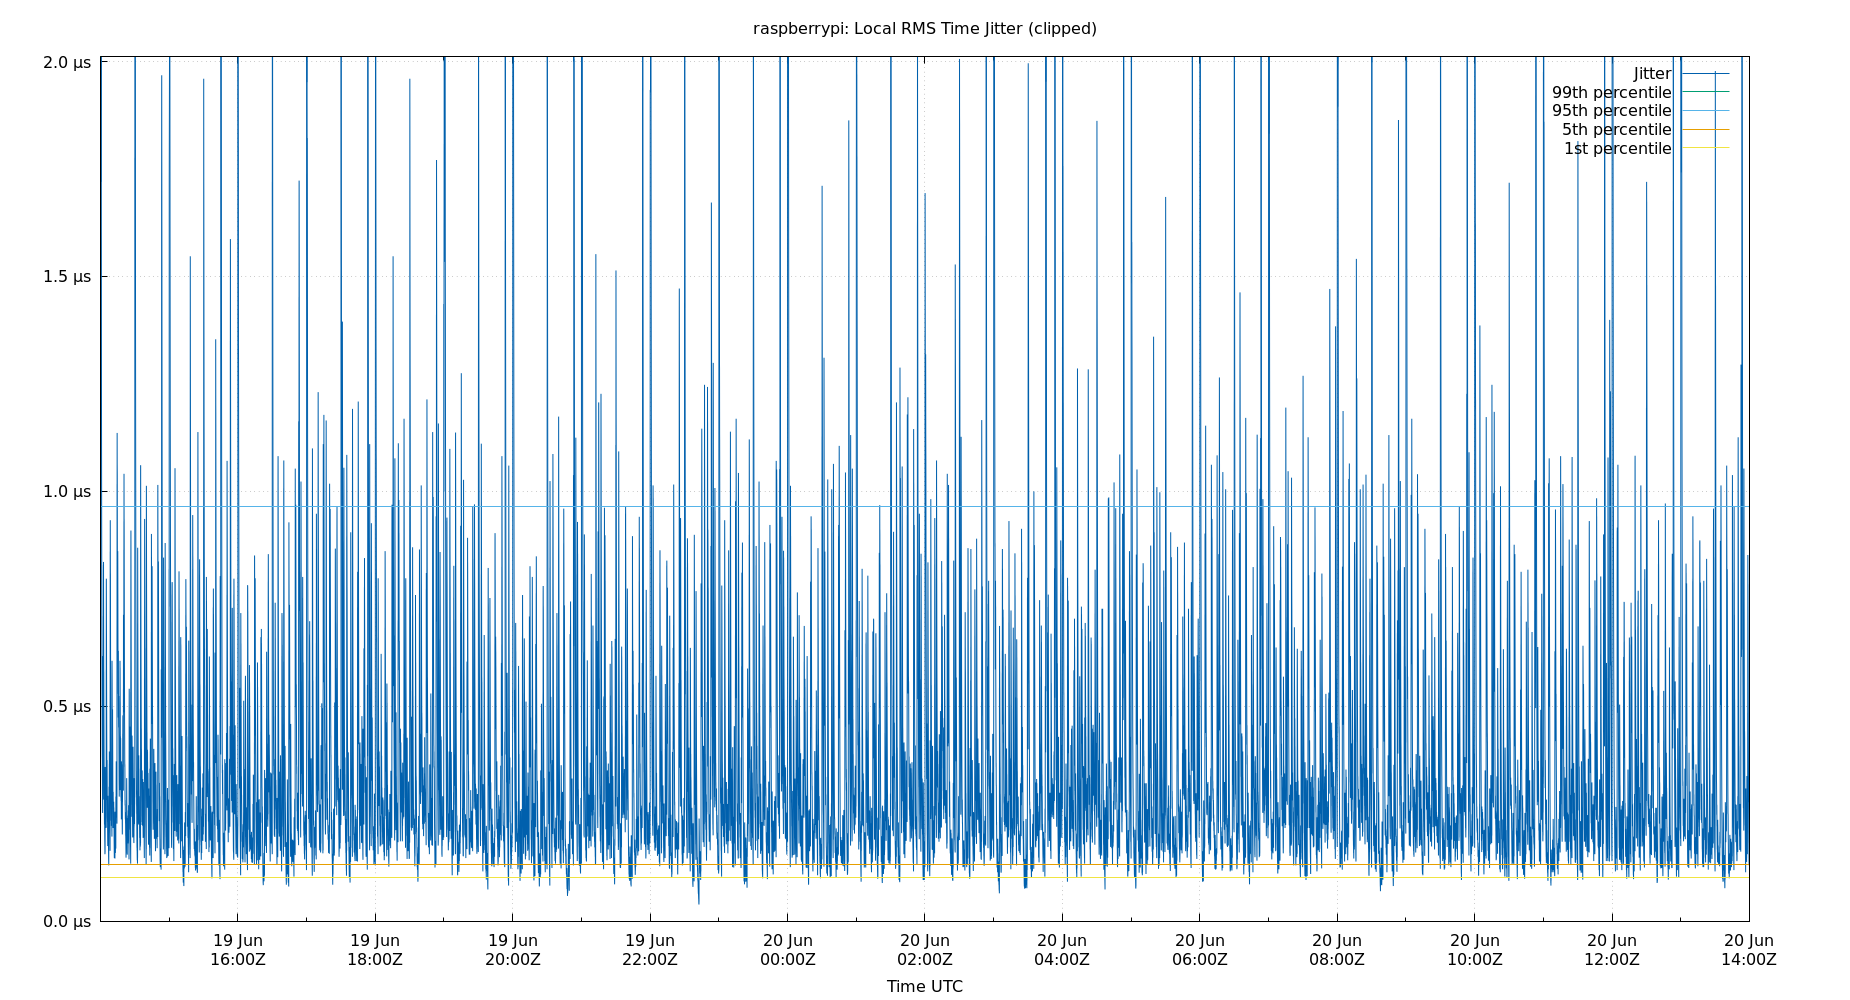 raspberrypi: Local RMS Time Jitter (clipped)
2.0 µs
1.5 µs
1.0 µs
0.5 µs
0.0 µs
Jitter
99th percentile
95th percentile
5th percentile
1st percentile
19 Jun 16:00Z
19 Jun 18:00Z
19 Jun 20:00Z
19 Jun 22:00Z
20 Jun 00:00Z
20 Jun 02:00Z
20 Jun 04:00Z
20 Jun 06:00Z
20 Jun 08:00Z
20 Jun 10:00Z
20 Jun 12:00Z
20 Jun 14:00Z
Time UTC